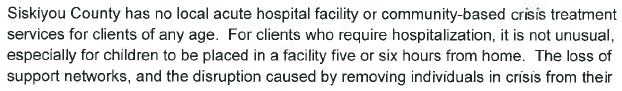 Siskiyou County has no local acute hospital facility or community-based crisis treatment
services for clients of any age.  For clients who require hospitalization, it is not unusual,
especially for children to be placed in a facility five or six hours from home.  The loss of
support networks, and the disruption caused by removing individuals in crisis from their